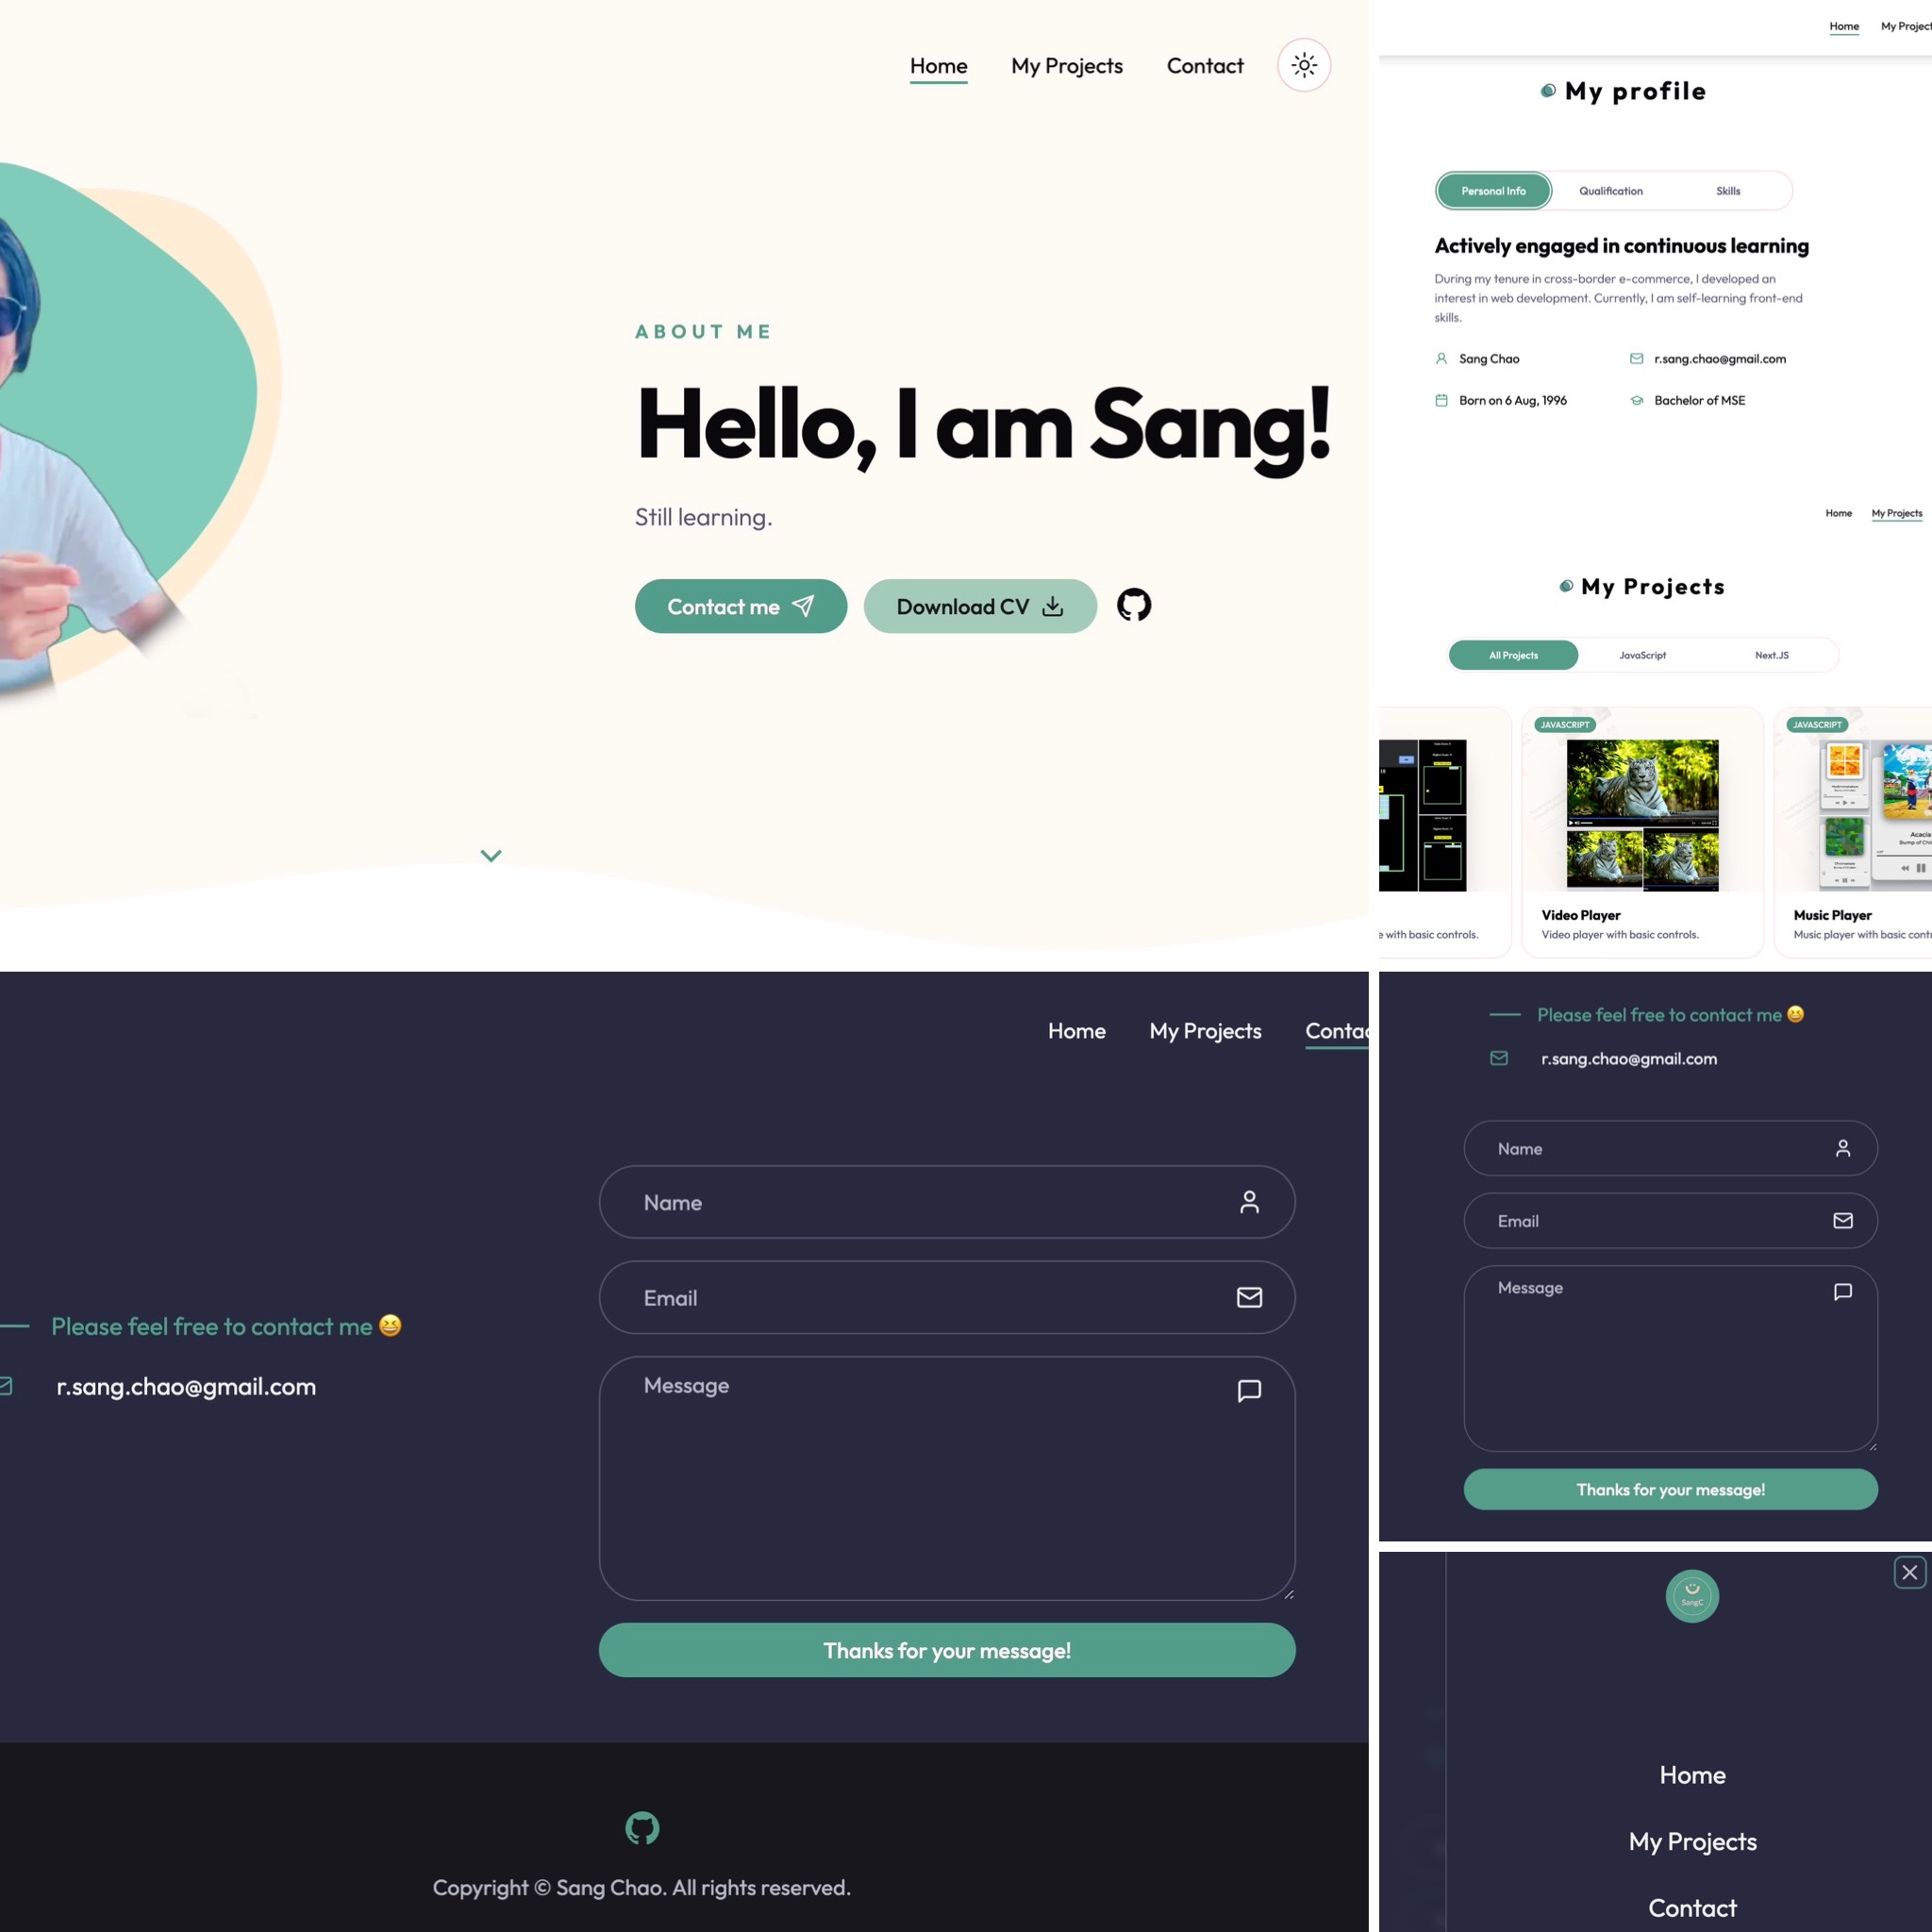 Home My Projects Contact
ABOUT ME
Hello, I am Sang!
Still learning.
Contact me Download CV
Home My Project
My profile
Personal Info Qualification Skills
Actively engaged in continuous learning
During my tenure in cross-border e-commerce, I developed an
interest in web development. Currently, I am self-learning front-end
skills.
Sang Chao r.sang.chao@gmail.com
Born on 6 Aug, 1996 Bachelor of MSE
Home My Projects
My Projects
All Projects JavaScript Next.JS
JAVASCRIPT JAVASCRIPT
Acacia
Video Player Music Player
e with basic controls. Video player with basic controls. Music player with basic contr
Home My Projects Contac
Please feel free to contact me
r.sang.chao@gmail.com
Name
Email
Message
Thanks for your message!
Copyright © Sang Chao. All rights reserved.
Please feel free to contact me
r.sang.chao@gmail.com
Name
Email
Message
Thanks for your message!
SangC
Home
My Projects
Contact